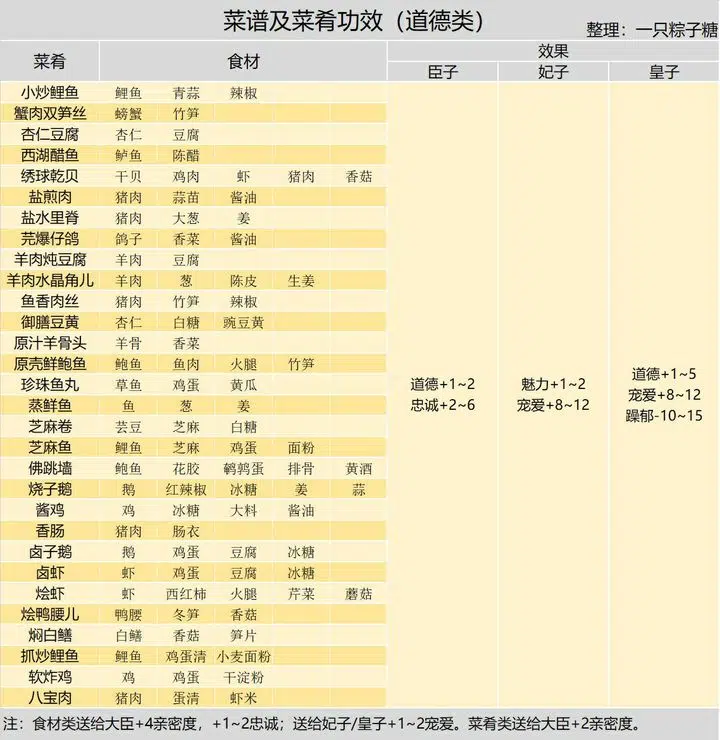 菜谱及菜肴功效（道德类）
整理：一只粽子糖
菜肴 食材 效果
臣子 妃子 皇子
小炒鲤鱼 鲤鱼 青蒜 辣椒
蟹肉双笋丝 螃蟹 竹笋
杏仁豆腐 杏仁 豆腐
西湖醋鱼 鲈鱼 陈醋
绣球乾贝 干贝 鸡肉 虾 猪肉 香菇
盐煎肉 猪肉 蒜苗 酱油
盐水里脊 猪肉 大葱 姜
芫爆仔鸽 鸽子 香菜 酱油
羊肉炖豆腐 羊肉 豆腐
羊肉水晶角儿 羊肉 葱 陈皮 生姜
鱼香肉丝 猪肉 竹笋 辣椒
御膳豆黄 杏仁 白糖 豌豆黄
原汁羊骨头 羊骨 香菜
原壳鲜鲍鱼 鲍鱼 鱼肉 火腿 竹笋
珍珠鱼丸 草鱼 鸡蛋 黄瓜
蒸鲜鱼 鱼 葱 姜
芝麻卷 芸豆 芝麻 白糖
芝麻鱼 鲤鱼 芝麻 鸡蛋 面粉
佛跳墙 鲍鱼 花胶 鹌鹑蛋 排骨 黄酒
烧子鹅 鹅 红辣椒 冰糖 姜 蒜
酱鸡 鸡 冰糖 大料 酱油
香肠 猪肉 肠衣
卤子鹅 鹅 鸡蛋 豆腐 冰糖
卤虾 虾 鸡蛋 豆腐 冰糖
烩虾 虾 西红柿 火腿 芹菜 蘑菇
烩鸭腰儿 鸭腰 冬笋 香菇
焖白鳝 白鳝 香菇 笋片
抓炒鲤鱼 鲤鱼 鸡蛋清 小麦面粉
软炸鸡 鸡 鸡蛋 干淀粉
八宝肉 猪肉 蛋清 虾米
道德+1~2
忠诚+2~6
魅力+1~2
宠爱+8~12
道德+1~5
宠爱+8~12
躁郁-10~15
注：食材类送给大臣+4亲密度，+1~2忠诚；送给妃子/皇子+1~2宠爱。菜肴类送给大臣+2亲密度。